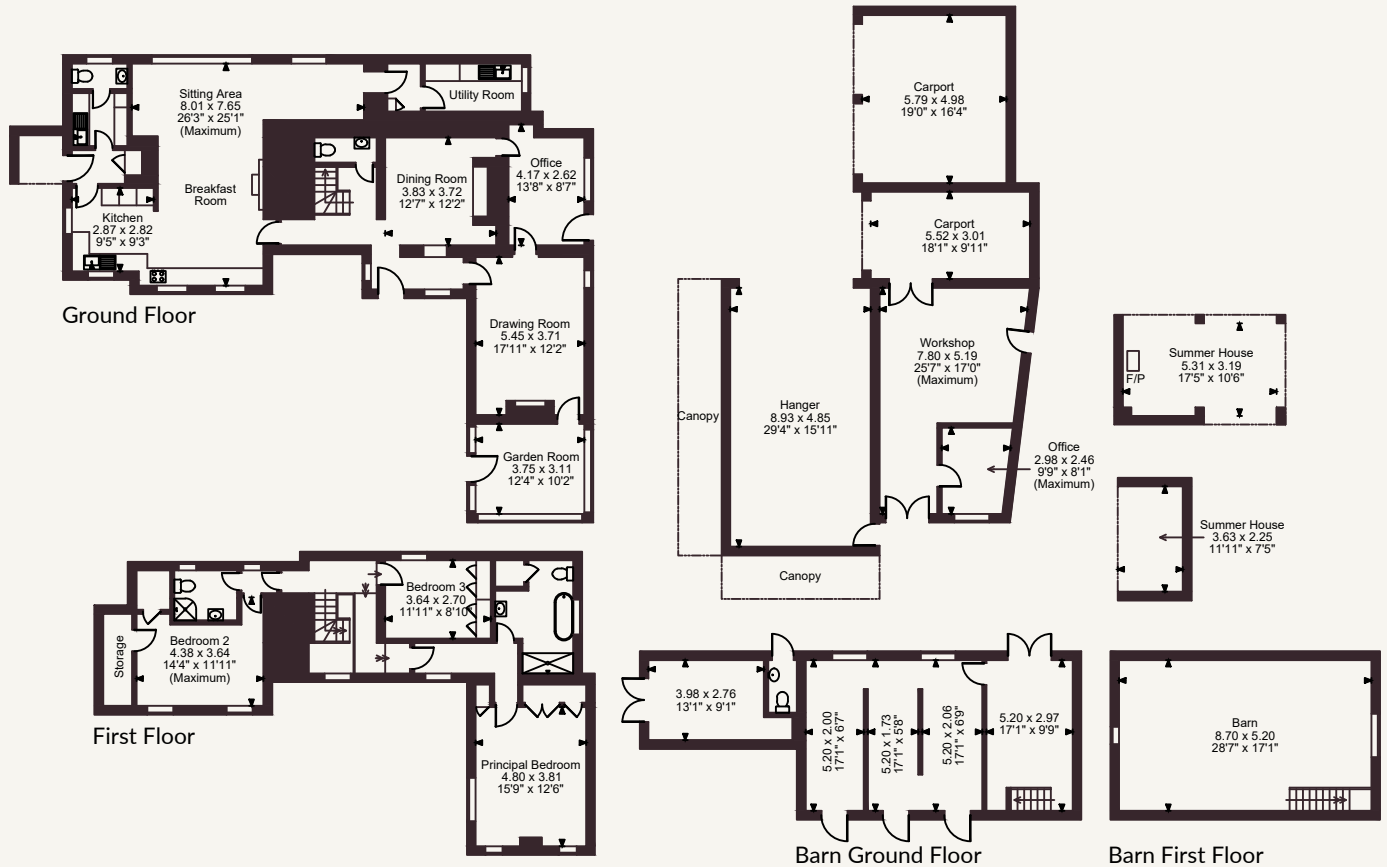 Sitting Area
8.01 x 7.65
26'3" x 25'1"
(Maximum)
Utility Room
Breakfast
Room
Kitchen
2.87 x 2.82
9'5" x 9'3"
Dining Room
3.83 x 3.72
12'7" x 12'2"
Office
4.17 x 2.62
13'8" x 8'7"
Drawing Room
5.45 x 3.71
17'11" x 12'2"
Garden Room
3.75 x 3.11
12'4" x 10'2"
Ground Floor
Carport
5.79 x 4.98
19'0" x 16'4"
Carport
5.52 x 3.01
18'1" x 9'11"
Workshop
7.80 x 5.19
25'7" x 17'0"
(Maximum)
Canopy
Hanger
8.93 x 4.85
29'4" x 15'11"
Office
2.98 x 2.46
9'9" x 8'1"
(Maximum)
Canopy
F/P
Summer House
5.31 x 3.19
17'5" x 10'6"
Summer House
3.63 x 2.25
11'11" x 7'5"
Storage
Bedroom 2
4.38 x 3.64
14'4" x 11'11"
(Maximum)
Bedroom 3
3.64 x 2.70
11'11" x 8'10"
Principal Bedroom
4.80 x 3.81
15'9" x 12'6"
First Floor
3.98 x 2.76
13'1" x 9'1"
5.20 x 2.00
17'1" x 6'7"
5.20 x 1.73
17'1" x 5'8"
5.20 x 2.06
17'1" x 6'9"
5.20 x 2.97
17'1" x 9'9"
Barn Ground Floor
Barn
8.70 x 5.20
28'7" x 17'1"
Barn First Floor